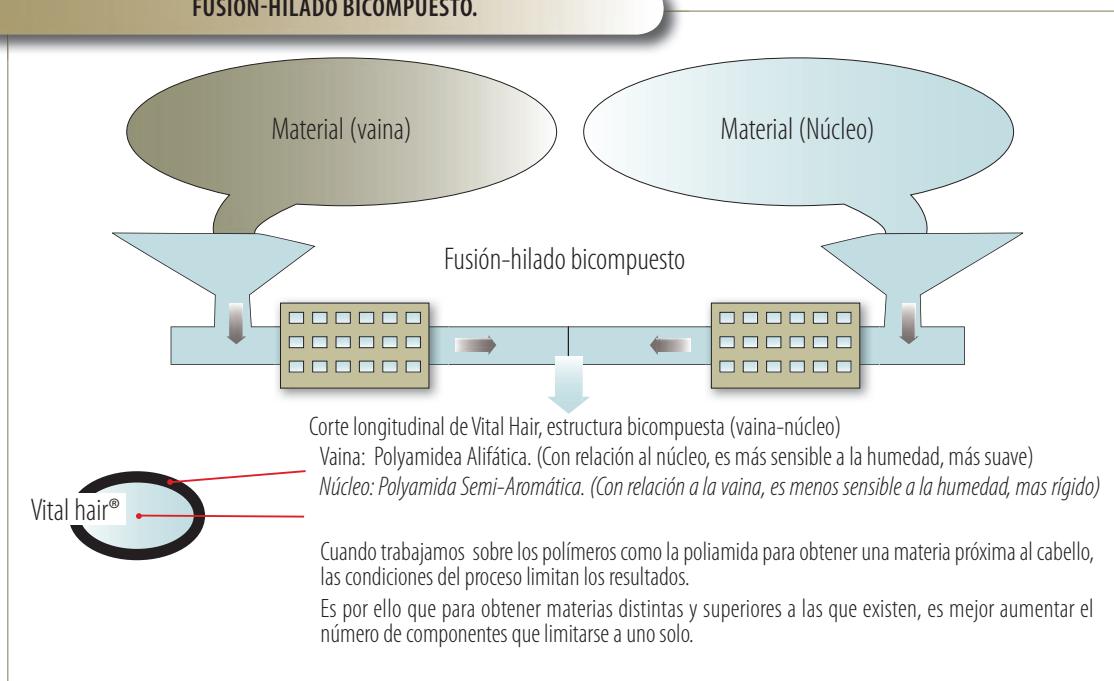 FUSIÓN-HILADO BICOMPUESTO.
Material (vaina)
Material (Núcleo)
Fusión-hilado bicompuesto
Corte longitudinal de Vital Hair, estructura bicompuesta (vaina-núcleo)
Vaina: Polyamidea Alifática. (Con relación al núcleo, es más sensible a la humedad, más suave)
Núcleo: Polyamida Semi-Aromática. (Con relación a la vaina, es menos sensible a la humedad, mas rígido)
Vital hair®
Cuando trabajamos sobre los polímeros como la poliamida para obtener una materia próxima al cabello,
las condiciones del proceso limitan los resultados.
Es por ello que para obtener materias distintas y superiores a las que existen, es mejor aumentar el
número de componentes que limitarse a uno solo.